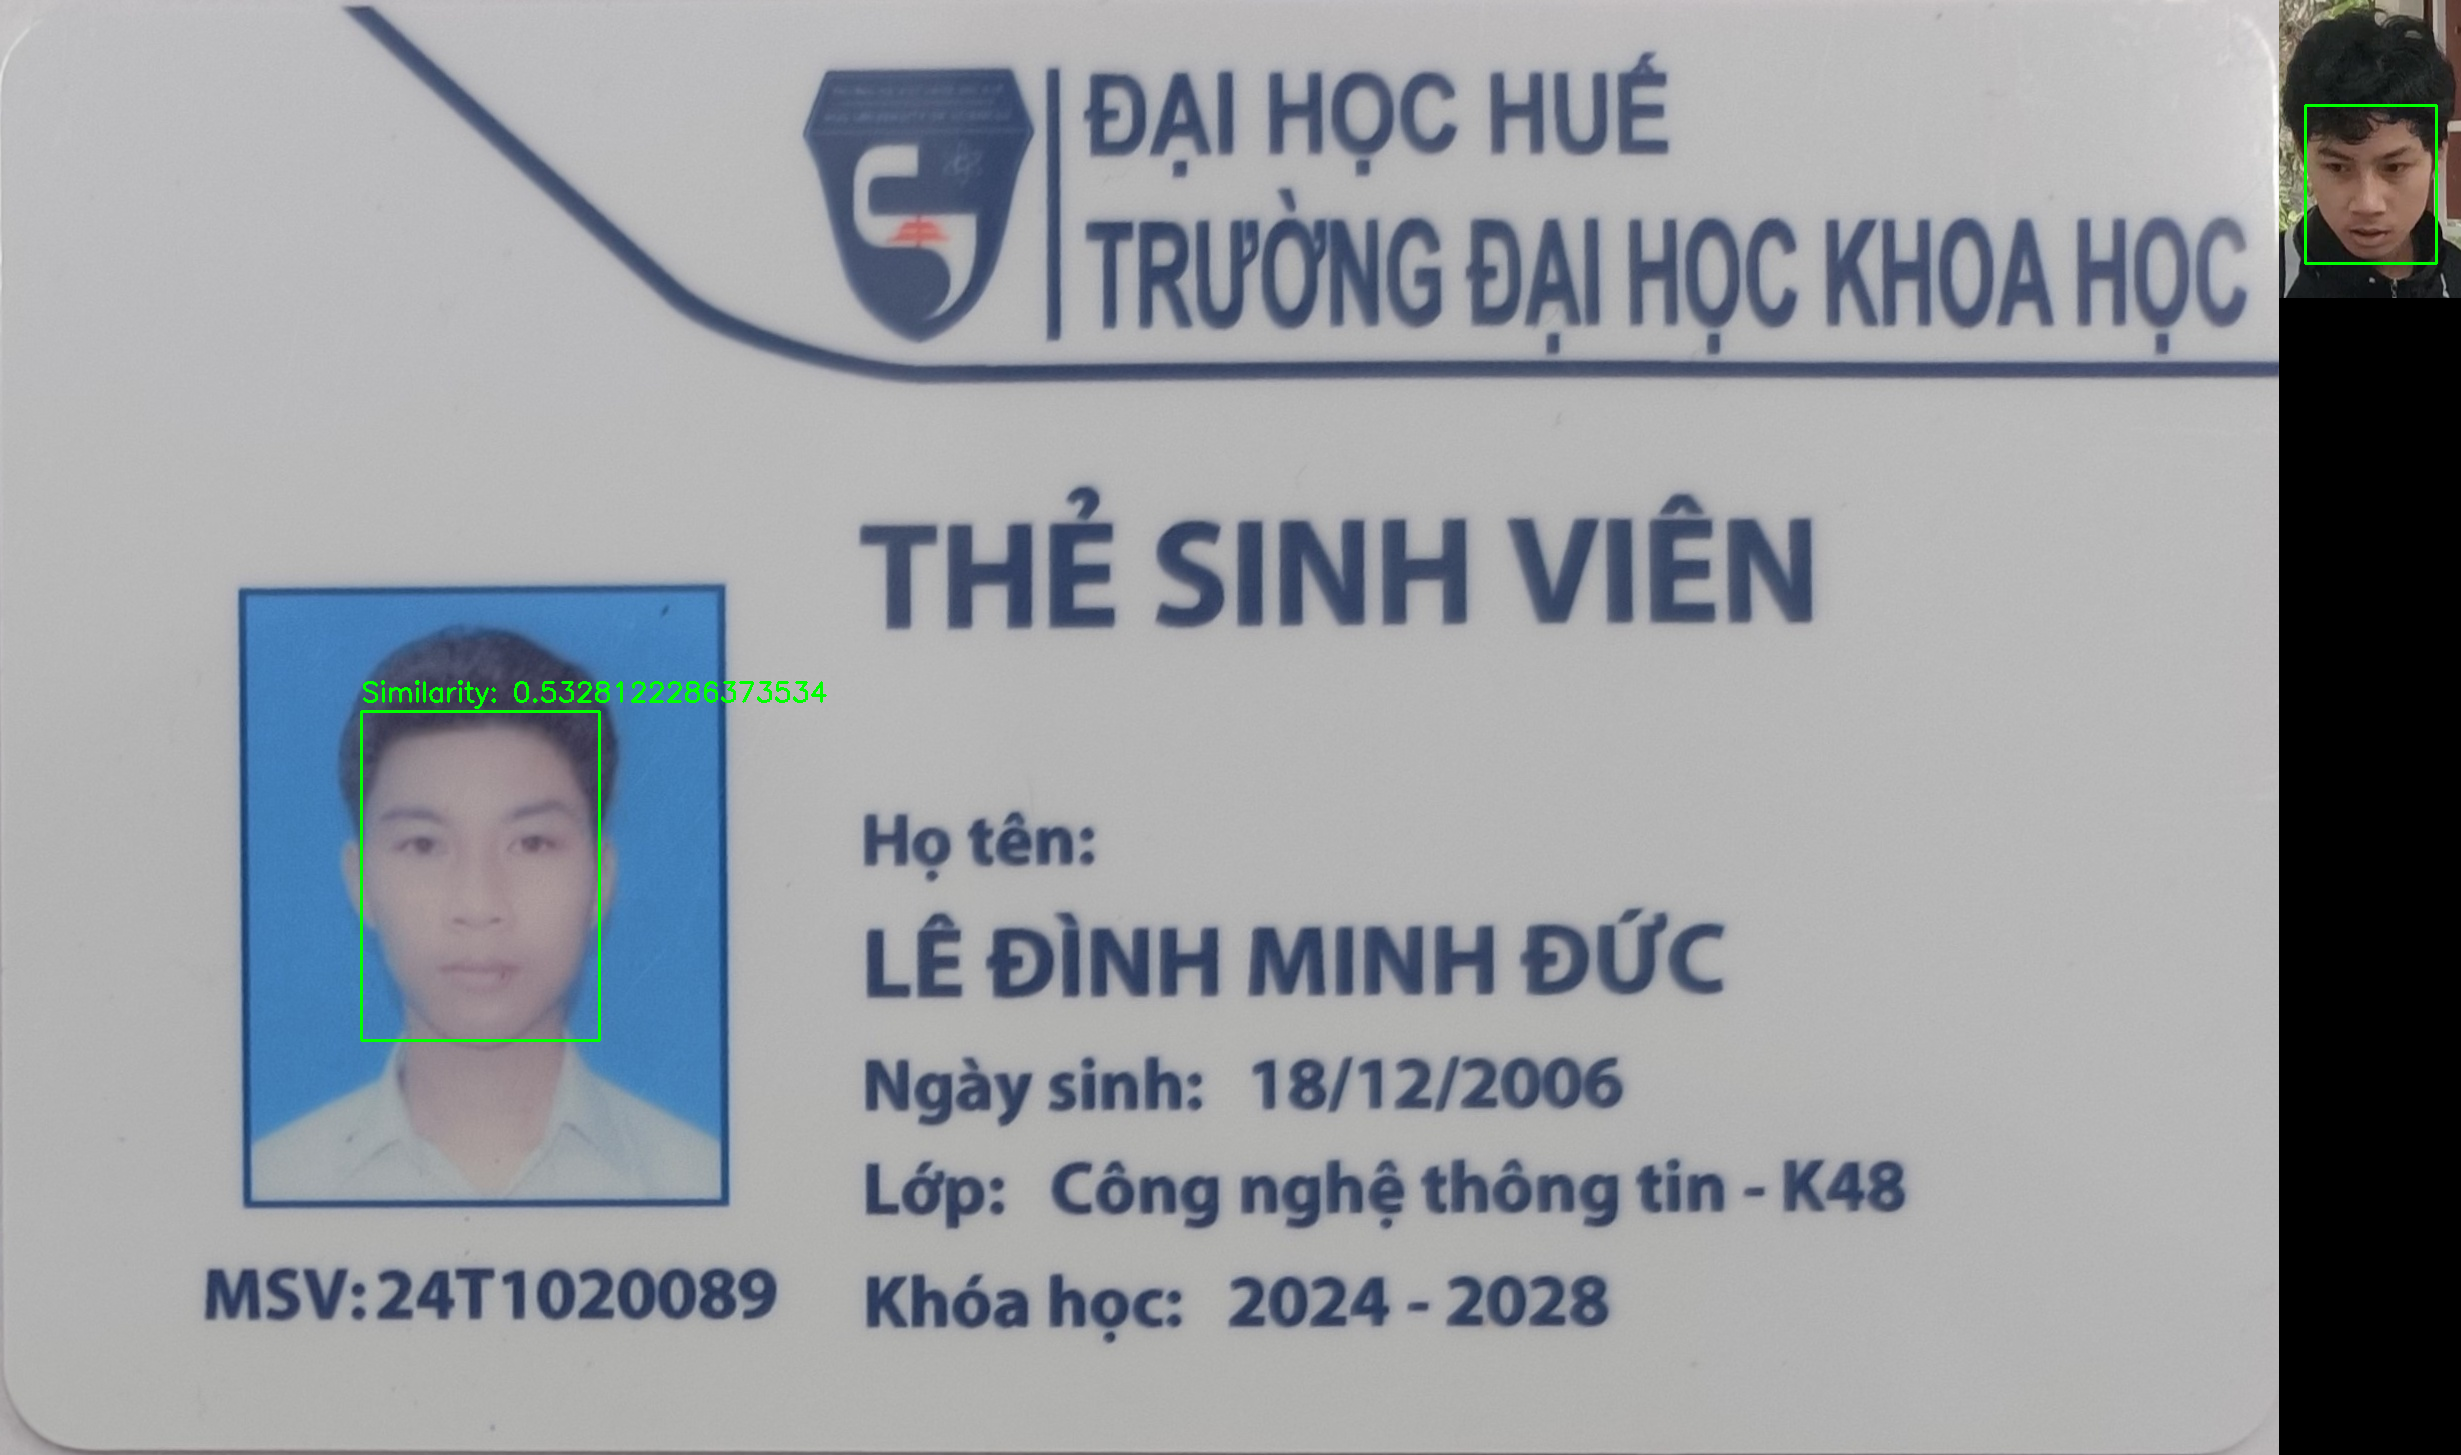 ĐẠI HỌC HUẾ
TRƯỜNG ĐẠI HỌC KHOA HỌC
THẺ SINH VIÊN
Similarity: 0.5328122286373534
Họ tên:
LÊ ĐÌNH MINH ĐỨC
Ngày sinh: 18/12/2006
Lớp: Công nghệ thông tin - K48
MSV: 24T1020089
Khóa học: 2024 - 2028